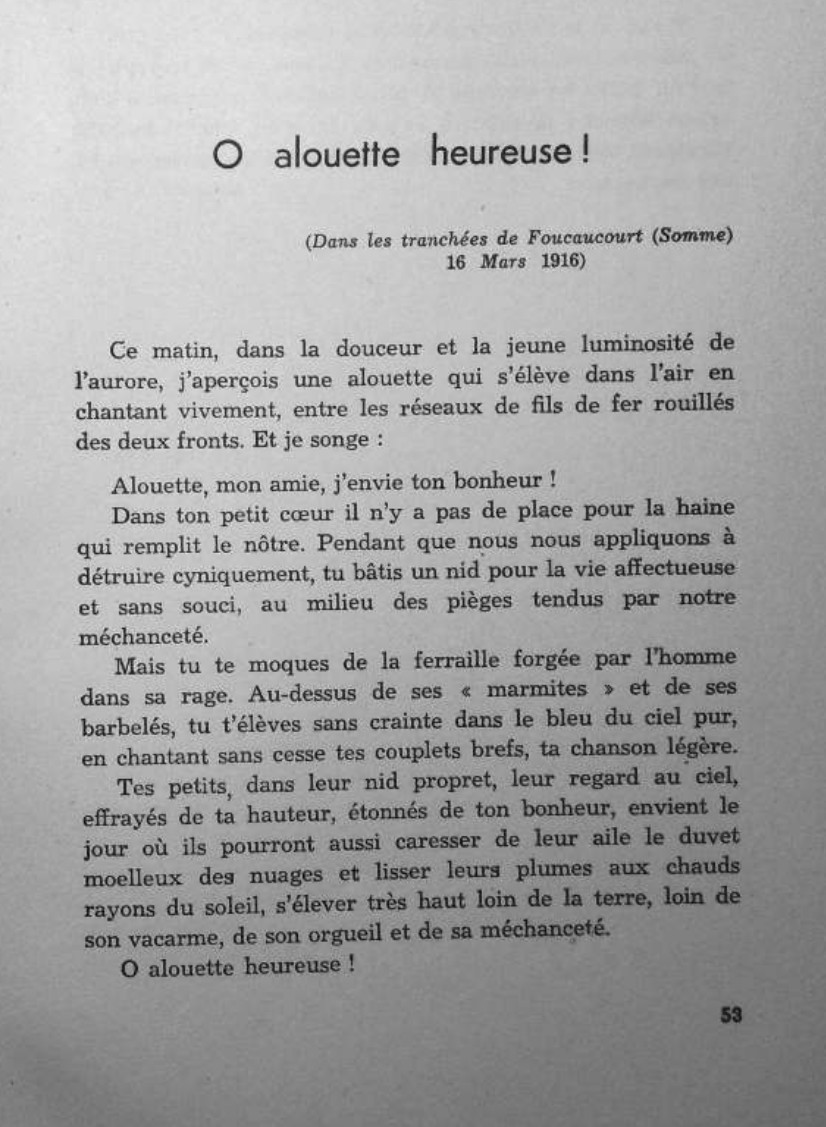 O alouette heureuse !
(Dans les tranchées de Foucaucourt (Somme)
16 Mars 1916)
Ce matin, dans la douceur et la jeune luminosité de
l'aurore, j'aperçois une alouette qui s'élève dans l'air en
chantant vivement, entre les réseaux de fils de fer rouillés
des deux fronts. Et je songe :
Alouette, mon amie, j'envie ton bonheur !
Dans ton petit cœur il n'y a pas de place pour la haine
qui remplit le nôtre. Pendant que nous nous appliquons à
détruire cyniquement, tu bâtis un nid pour la vie affectueuse
et sans souci, au milieu des pièges tendus par notre
méchanceté.
Mais tu te moques de la ferraille forgée par l'homme
dans sa rage. Au-dessus de ses « marmites » et de ses
barbelés, tu t'élèves sans crainte dans le bleu du ciel pur,
en chantant sans cesse tes couplets brefs, ta chanson légère.
Tes petits, dans leur nid propret, leur regard au ciel,
effrayés de ta hauteur, étonnés de ton bonheur, envient le
jour où ils pourront aussi caresser de leur aile le duvet
moelleux des nuages et lisser leurs plumes aux chauds
rayons du soleil, s'élever très haut loin de la terre, loin de
son vacarme, de son orgueil et de sa méchanceté.
O alouette heureuse !
53